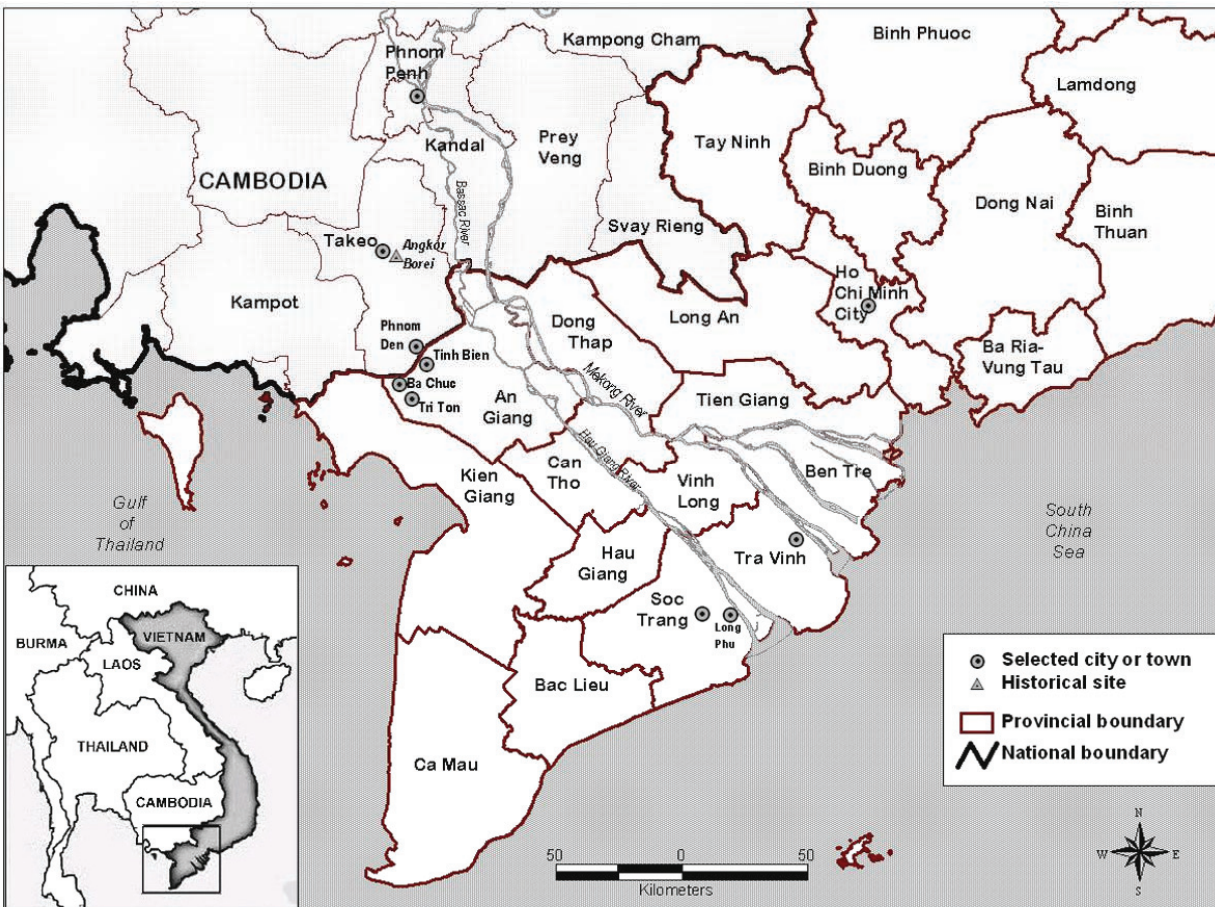 Phnom
Penh
Kampong Cham
Binh Phuoc
Lamdong
Kandal
Prey
Veng
Tay Ninh
Binh Duong
Dong Nai
Binh
Thuan
CAMBODIA
Bassac River
Takeo
Angkor
Borei
Svay Rieng
Kampot
Ho
Chi Minh
City
Phnom
Den
Tinh Bien
Ba Chuc
Tri Ton
Dong
Thap
Long An
Ba Ria-
Vung Tau
An
Giang
Mekong River
Tien Giang
Hau Giang River
Kien
Giang
Can
Tho
Vinh
Long
Ben Tre
Gulf
of
Thailand
South
China
Sea
Hau
Giang
Tra Vinh
Soc
Trang
Long
Phu
Bac Lieu
Ca Mau
CHINA
BURMA
VIETNAM
LAOS
THAILAND
CAMBODIA
Selected city or town
Historical site
Provincial boundary
National boundary
50 0 50
Kilometers
N
W E
S